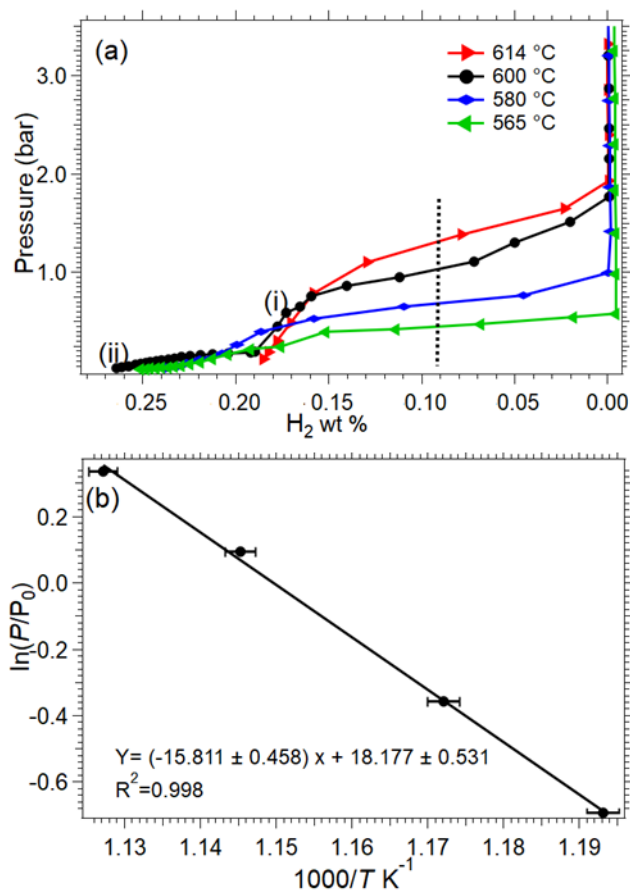 (a)
614 °C
600 °C
580 °C
565 °C
Pressure (bar)
3.0
2.0
1.0
(i)
(ii)
0.25
0.20
0.15
0.10
0.05
0.00
H₂ wt %
(b)
ln(P/P₀)
0.2
0.0
-0.2
-0.4
-0.6
Y= (-15.811 ± 0.458) x + 18.177 ± 0.531
R²=0.998
1.13
1.14
1.15
1.16
1.17
1.18
1.19
1000/T K⁻¹